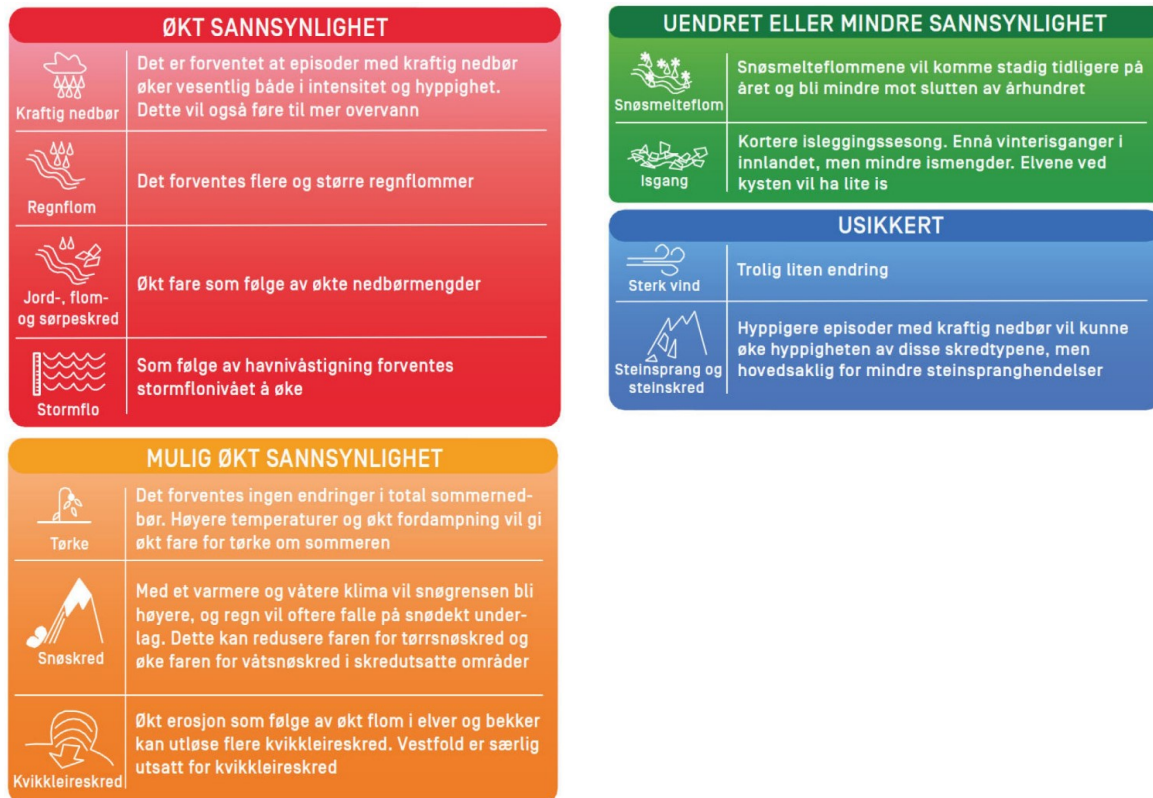 ØKT SANNSYNLIGHET
Kraftig nedbør
Det er forventet at episoder med kraftig nedbør
øker vesentlig både i intensitet og hyppighet.
Dette vil også føre til mer overvann
Regnflom
Det forventes flere og større regnflommer
Jord-, flom-
og sørpeskred
Økt fare som følge av økte nedbørmengder
Stormflo
Som følge av havnivåstigning forventes
stormflonivået å øke
MULIG ØKT SANNSYNLIGHET
Tørke
Det forventes ingen endringer i total sommerned-
bør. Høyere temperaturer og økt fordampning vil gi
økt fare for tørke om sommeren
Snøskred
Med et varmere og våtere klima vil snøgrensen bli
høyere, og regn vil oftere falle på snødekt under-
lag. Dette kan redusere faren for tørrsnøskred og
øke faren for våtsnøskred i skredutsatte områder
Kvikkleireskred
Økt erosjon som følge av økt flom i elver og bekker
kan utløse flere kvikkleireskred. Vestfold er særlig
utsatt for kvikkleireskred
UENDRET ELLER MINDRE SANNSYNLIGHET
Snøsmelteflom
Snøsmelteflommene vil komme stadig tidligere på
året og bli mindre mot slutten av århundret
Isgang
Kortere isleggingssesong. Ennå vinterisganger i
innlandet, men mindre ismengder. Elvene ved
kysten vil ha lite is
USIKKERT
Sterk vind
Trolig liten endring
Steinsprang og
steinskred
Hyppigere episoder med kraftig nedbør vil kunne
øke hyppigheten av disse skredtypene, men
hovedsaklig for mindre steinspranghendelser